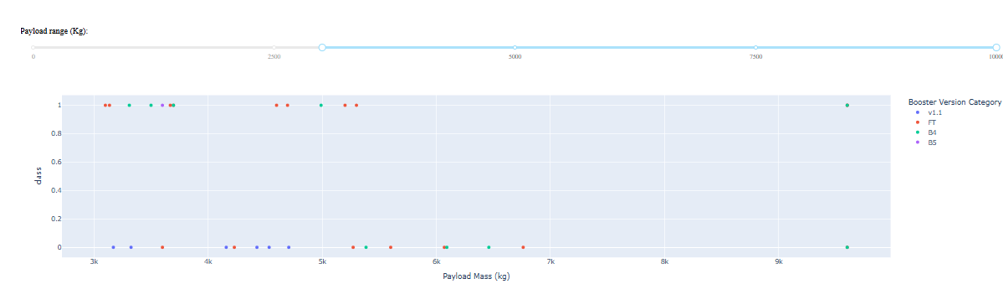 Payload range (Kg):
0 2500 5000 7500 10000
Booster Version Category
v1.1
FT
B4
B5
class
1
0.8
0.6
0.4
0.2
0
3k 4k 5k 6k 7k 8k 9k
Payload Mass (kg)